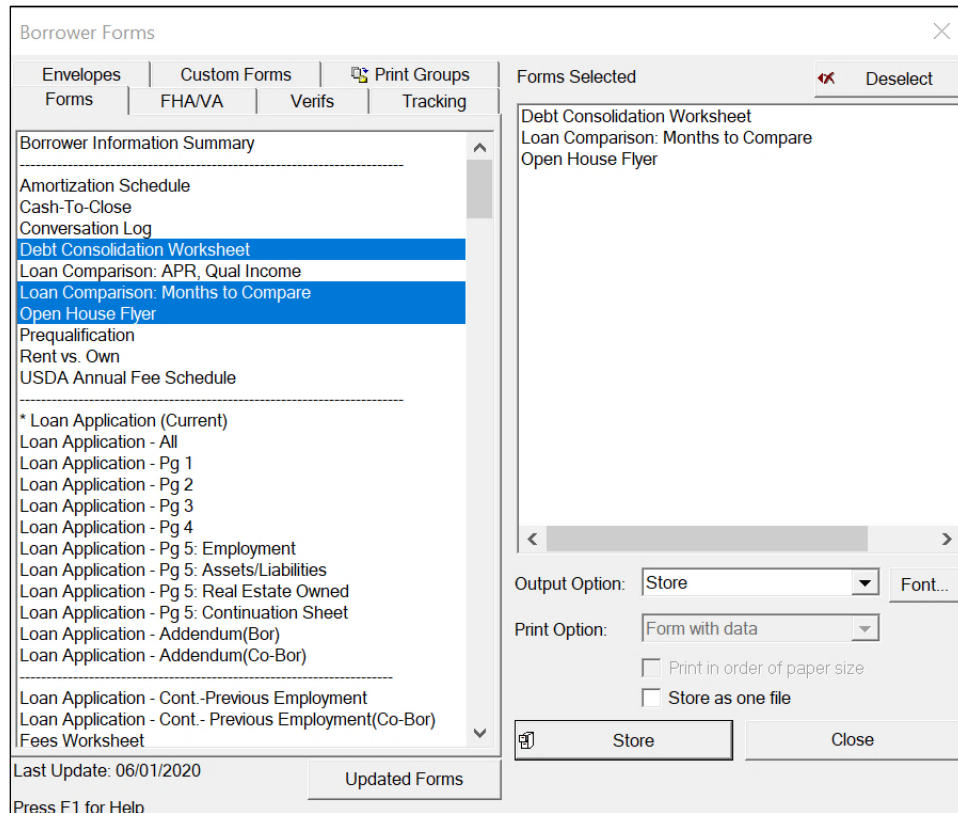 Borrower Forms
Envelopes
Custom Forms
Print Groups
Forms
FHA/VA
Verifs
Tracking
Borrower Information Summary
--------------------------------------------------------------------
Amortization Schedule
Cash-To-Close
Conversation Log
Debt Consolidation Worksheet
Loan Comparison: APR, Qual Income
Loan Comparison: Months to Compare
Open House Flyer
Prequalification
Rent vs. Own
USDA Annual Fee Schedule
--------------------------------------------------------------------
* Loan Application (Current)
Loan Application - All
Loan Application - Pg 1
Loan Application - Pg 2
Loan Application - Pg 3
Loan Application - Pg 4
Loan Application - Pg 5: Employment
Loan Application - Pg 5: Assets/Liabilities
Loan Application - Pg 5: Real Estate Owned
Loan Application - Pg 5: Continuation Sheet
Loan Application - Addendum(Bor)
Loan Application - Addendum(Co-Bor)
------------------------------------------------------------------
Loan Application - Cont.-Previous Employment
Loan Application - Cont.- Previous Employment(Co-Bor)
Fees Worksheet
Last Update: 06/01/2020
Updated Forms
Press F1 for Help
Forms Selected
Deselect
Debt Consolidation Worksheet
Loan Comparison: Months to Compare
Open House Flyer
Output Option:
Store
Font...
Print Option:
Form with data
Print in order of paper size
Store as one file
Store
Close